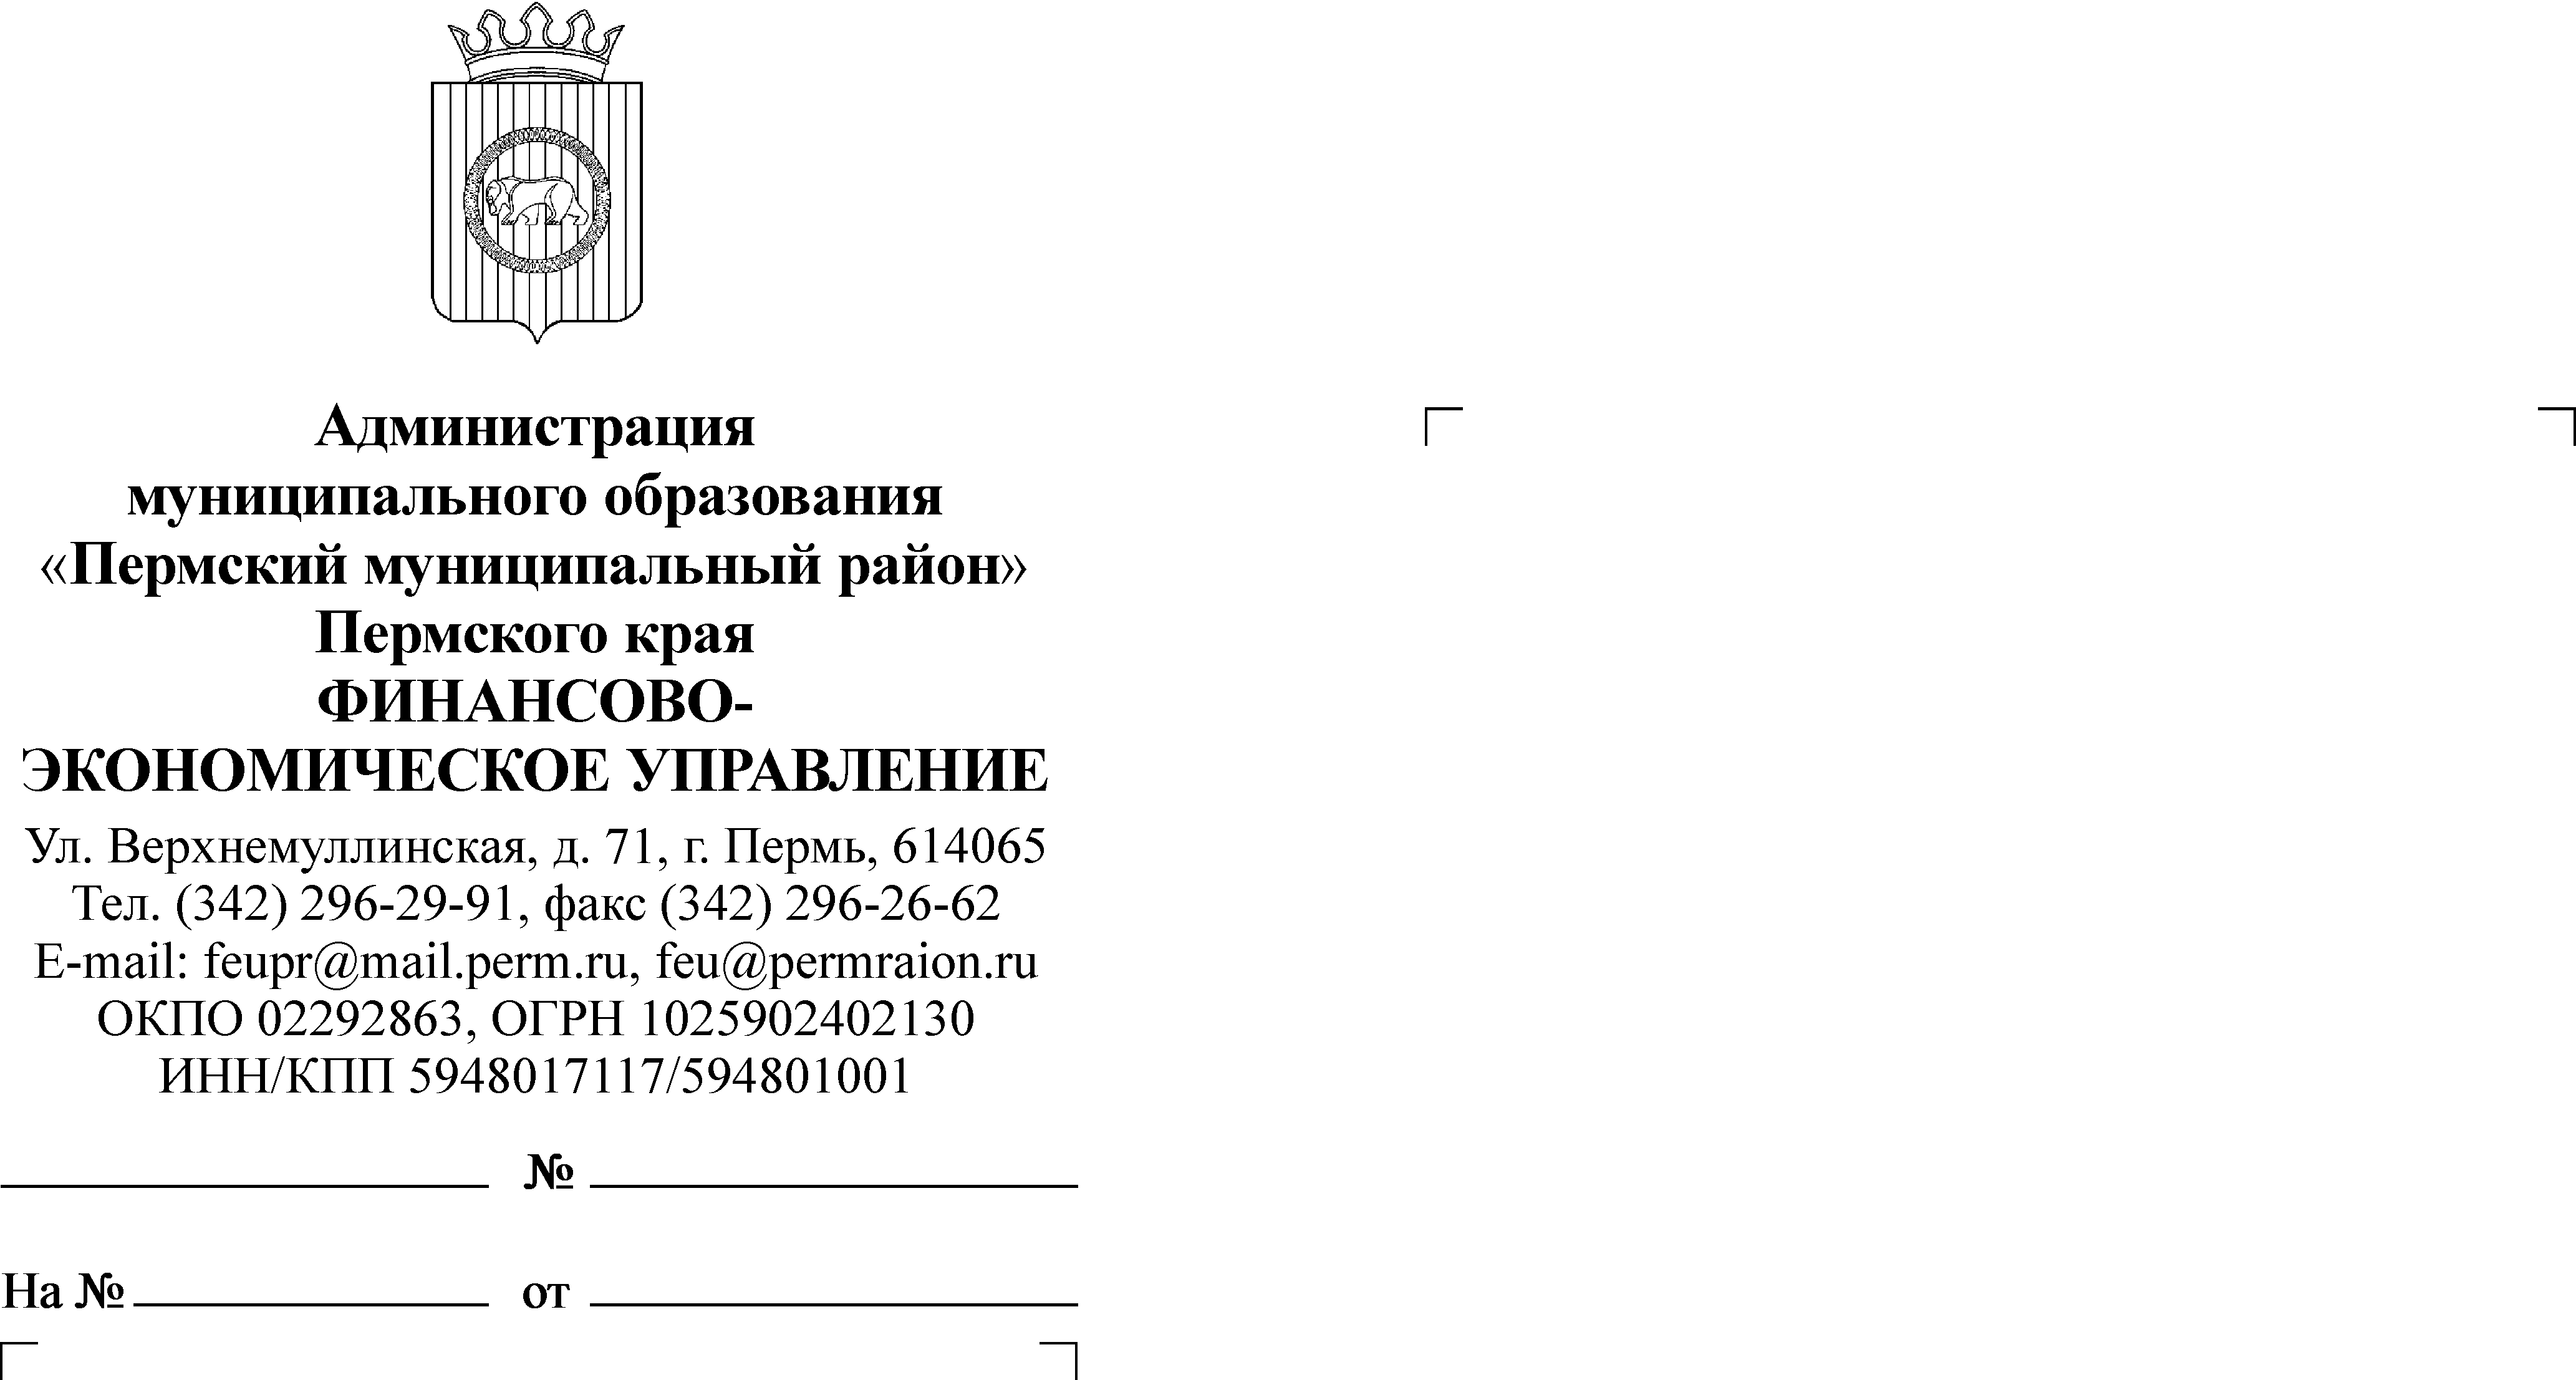 Администрация
муниципального образования
«Пермский муниципальный район»
Пермского края
ФИНАНСОВО-
ЭКОНОМИЧЕСКОЕ УПРАВЛЕНИЕ
Ул. Верхнемуллинская, д. 71, г. Пермь, 614065
Тел. (342) 296-29-91, факс (342) 296-26-62
E-mail: feupr@mail.perm.ru, feu@permraion.ru
ОКПО 02292863, ОГРН 1025902402130
ИНН/КПП 5948017117/594801001
№
На № от